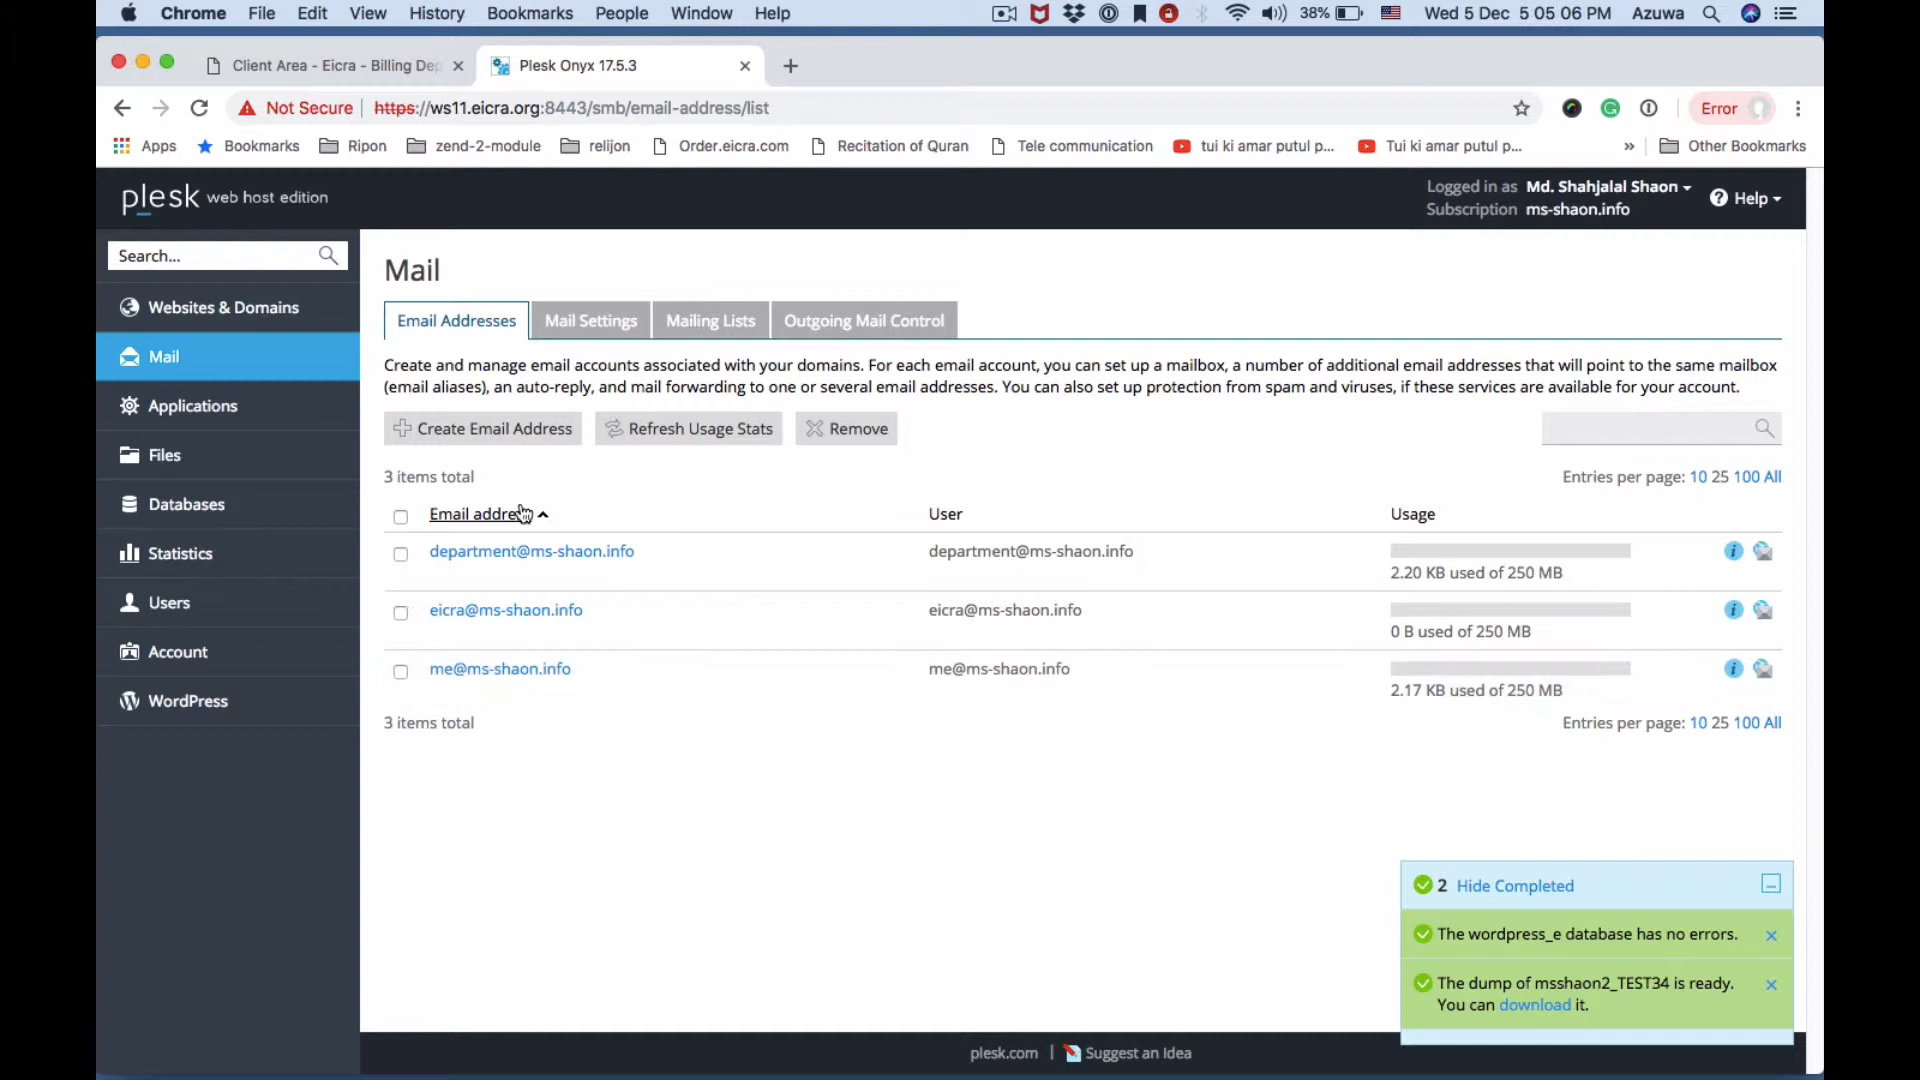 Chrome File Edit View History Bookmarks People Window Help 38% Wed 5 Dec 5 05 06 PM Azuwa
Client Area - Eicra - Billing De
Plesk Onyx 17.5.3
Not Secure https://ws11.eicra.org:8443/smb/email-address/list Error
Apps Bookmarks Ripon zend-2-module relijon Order.eicra.com Recitation of Quran Tele communication tui ki amar putul p... Tui ki amar putul p... » Other Bookmarks
plesk web host edition
Logged in as Md. Shahjalal Shaon
Subscription ms-shaon.info
Help
Search...
Websites & Domains
Mail
Applications
Files
Databases
Statistics
Users
Account
WordPress
Mail
Email Addresses Mail Settings Mailing Lists Outgoing Mail Control
Create and manage email accounts associated with your domains. For each email account, you can set up a mailbox, a number of additional email addresses that will point to the same mailbox
(email aliases), an auto-reply, and mail forwarding to one or several email addresses. You can also set up protection from spam and viruses, if these services are available for your account.
Create Email Address Refresh Usage Stats Remove
3 items total Entries per page: 10 25 100 All
Email addre User Usage
department@ms-shaon.info department@ms-shaon.info
2.20 KB used of 250 MB
eicra@ms-shaon.info eicra@ms-shaon.info
0 B used of 250 MB
me@ms-shaon.info me@ms-shaon.info
2.17 KB used of 250 MB
3 items total Entries per page: 10 25 100 All
2 Hide Completed
The wordpress_e database has no errors.
The dump of msshaon2_TEST34 is ready.
You can download it.
plesk.com | Suggest an Idea